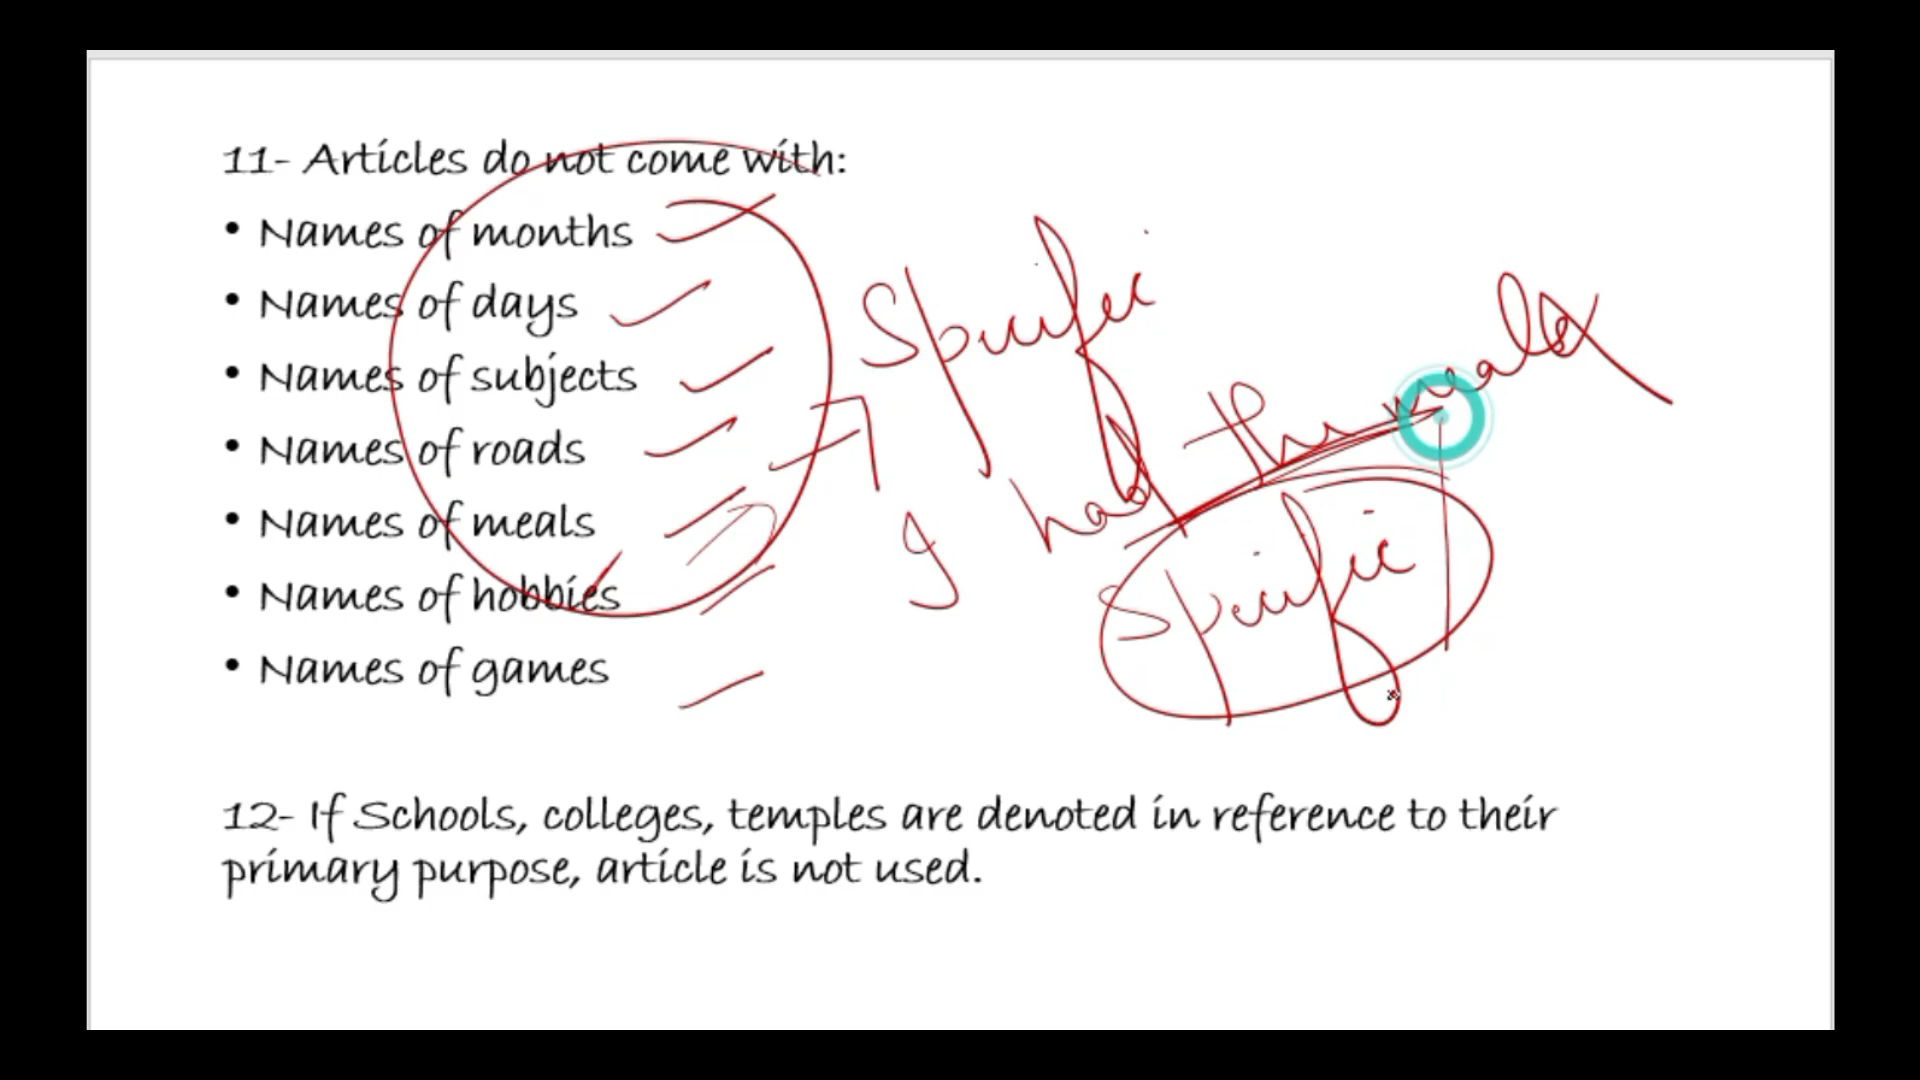 11- Articles do not come with:
• Names of months
• Names of days
• Names of subjects
• Names of roads
• Names of meals
• Names of hobbies
• Names of games
Specific
I had the meals
Specific
12- If Schools, colleges, temples are denoted in reference to their
primary purpose, article is not used.